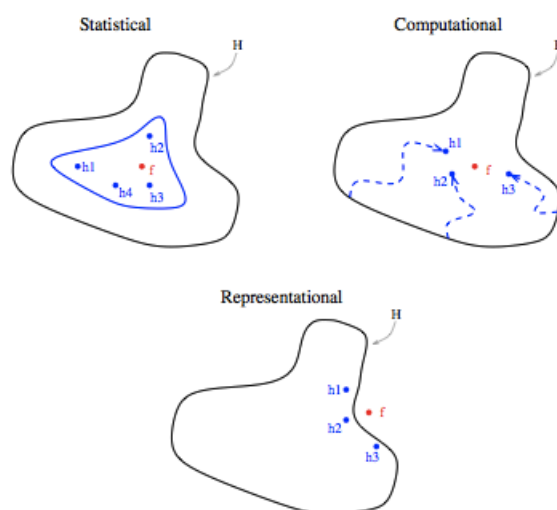 Statistical
H
h2
h1
f
h4
h3
Computational
h1
f
h2
h3
Representational
H
h1
f
h2
h3